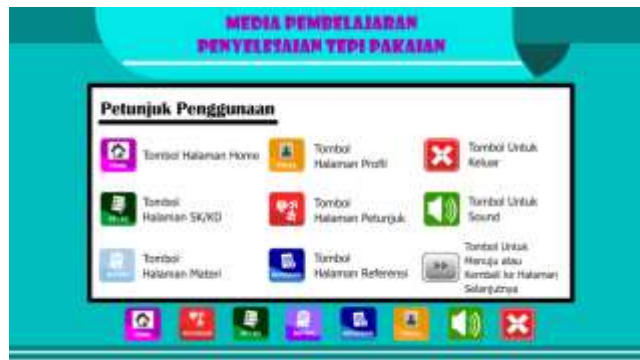 MEDIA PEMBELAJARAN
PENYELESAIAN TEPI PAKAIAN
Petunjuk Penggunaan
Tombol Halaman Home
Tombol
Halaman Profil
Tombol Untuk
Keluar
Tombol
Halaman SK/KD
Tombol
Halaman Petunjuk
Tombol Untuk
Sound
Tombol
Halaman Materi
Tombol
Halaman Referensi
Tombol Untuk
Menuju atau
Kembali ke Halaman
Selanjutnya